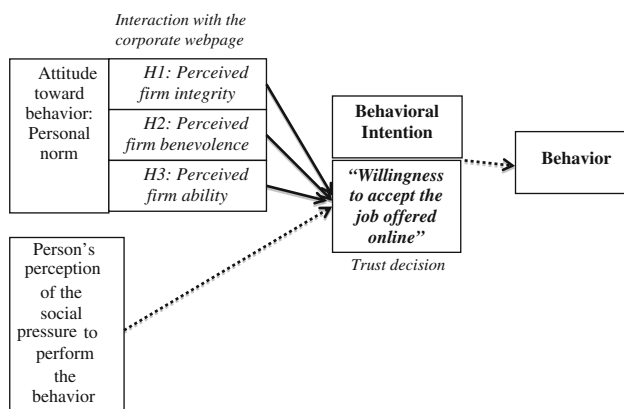 Interaction with the
corporate webpage
Attitude
toward
behavior:
Personal
norm
H1: Perceived
firm integrity
H2: Perceived
firm benevolence
H3: Perceived
firm ability
Behavioral
Intention
“Willingness
to accept the
job offered
online”
Trust decision
Behavior
Person’s
perception
of the
social
pressure to
perform
the
behavior